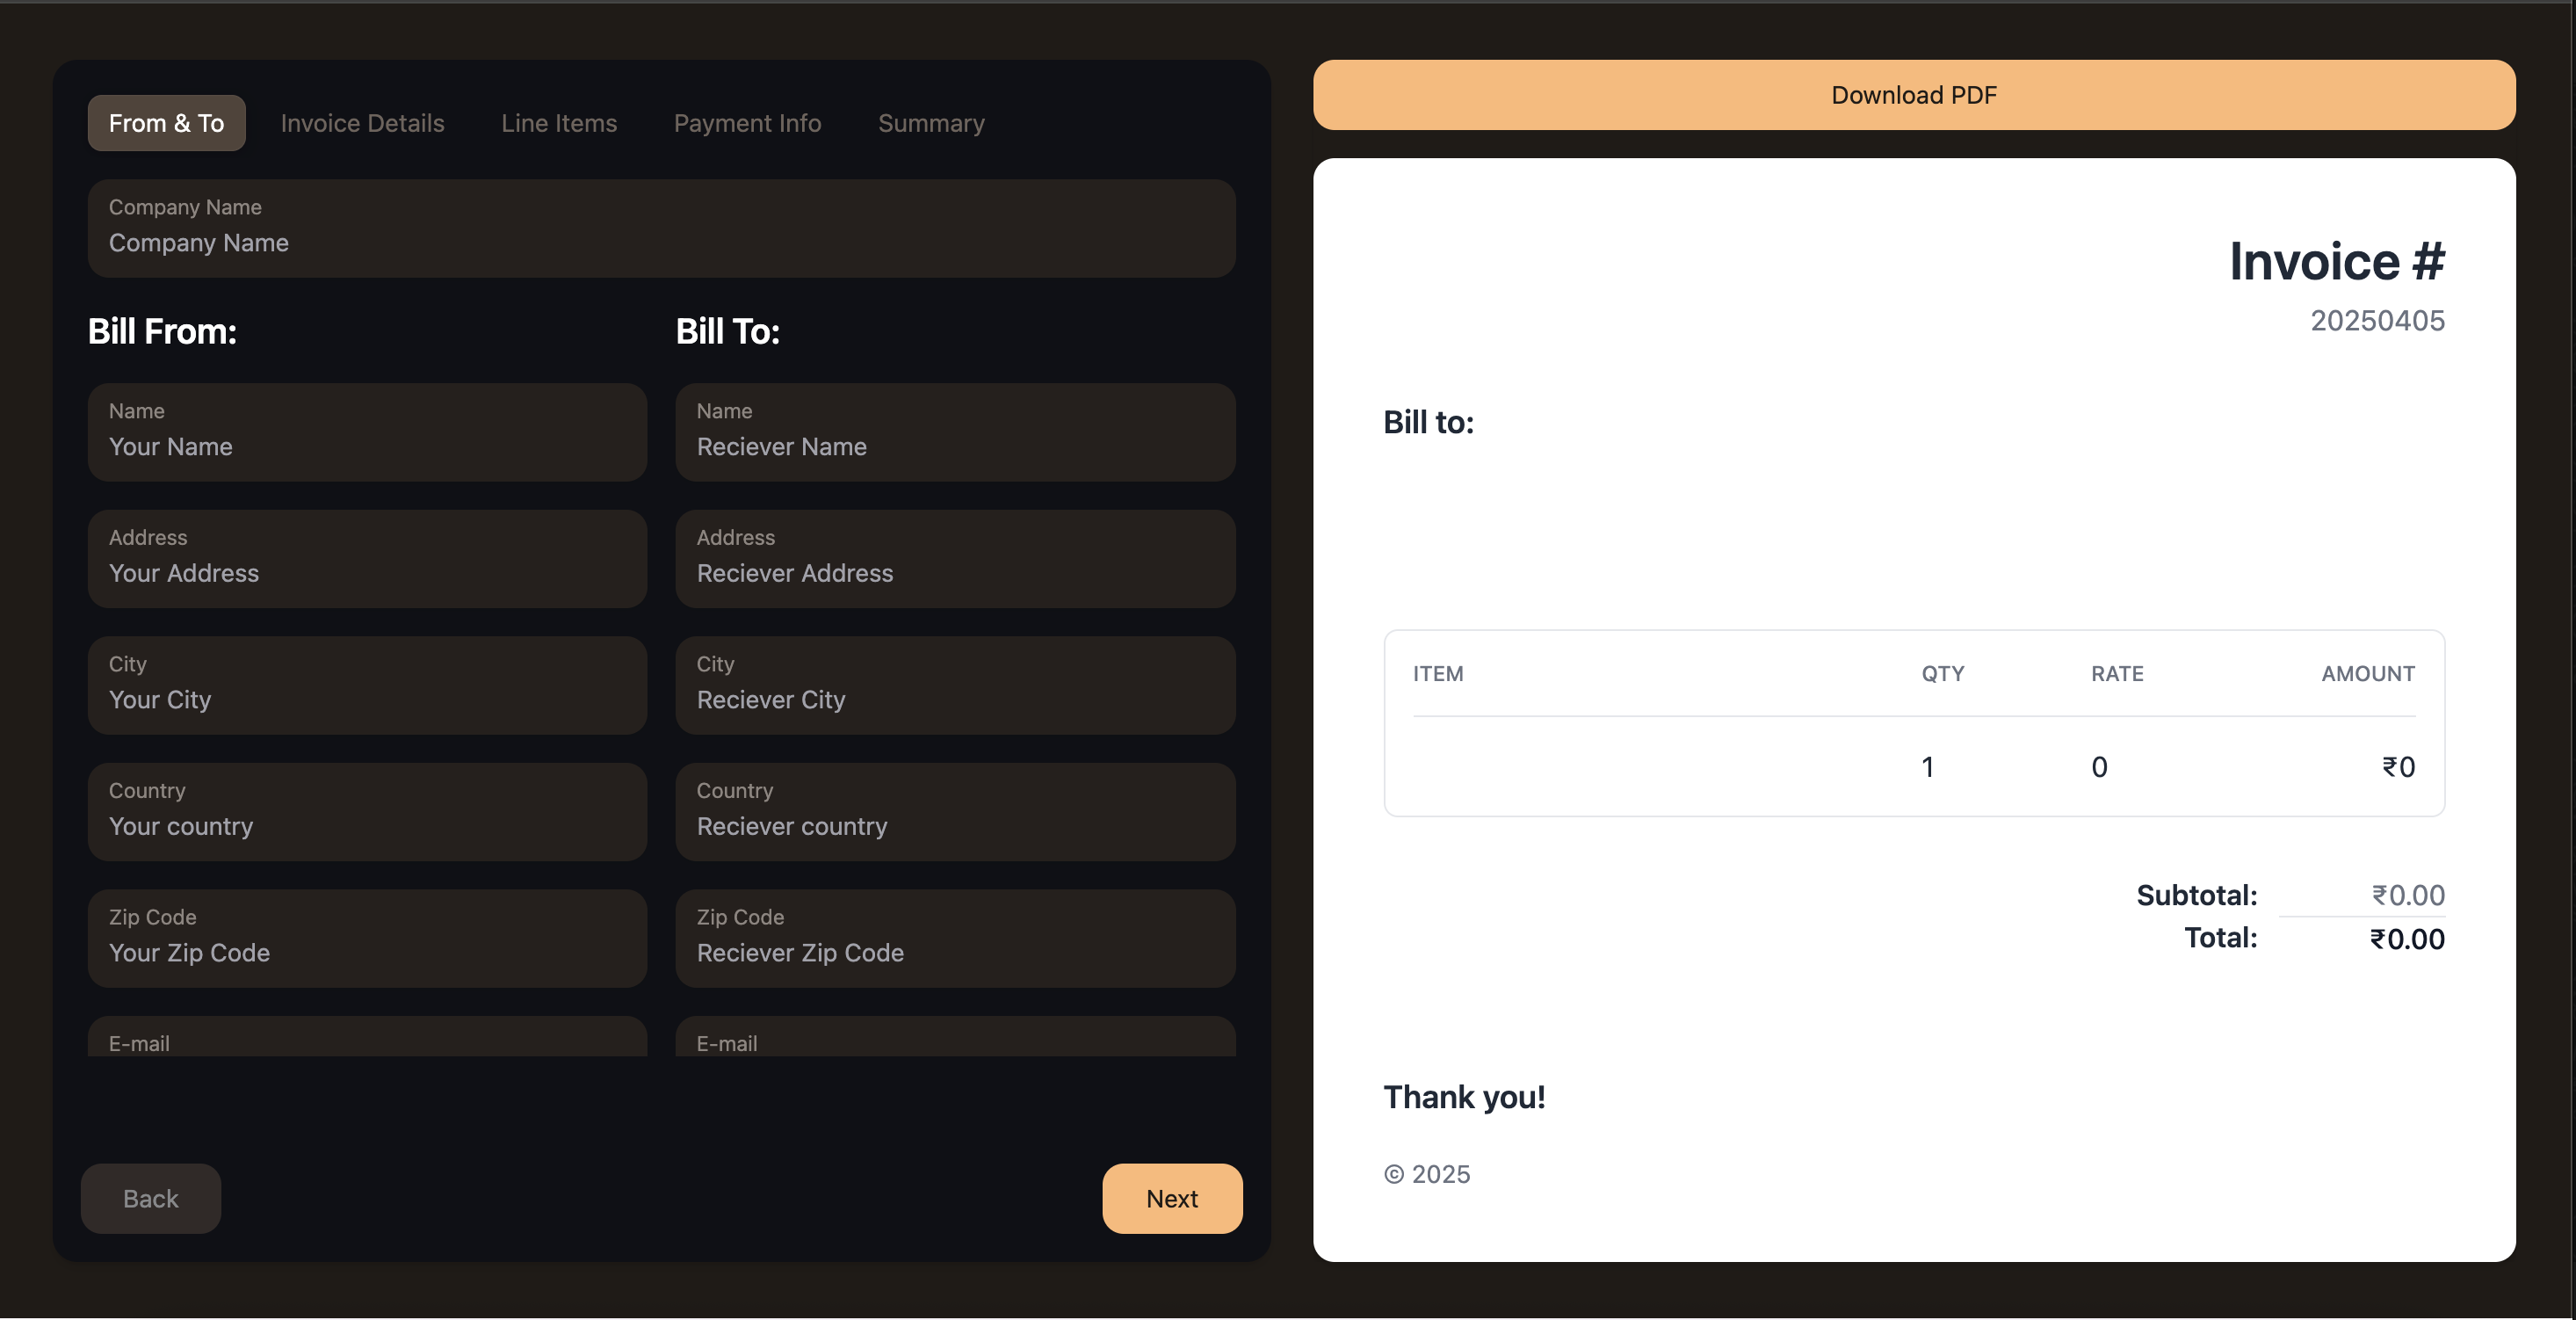 From & To Invoice Details Line Items Payment Info Summary
Company Name
Company Name
Bill From:
Name
Your Name
Address
Your Address
City
Your City
Country
Your country
Zip Code
Your Zip Code
E-mail
Bill To:
Name
Reciever Name
Address
Reciever Address
City
Reciever City
Country
Reciever country
Zip Code
Reciever Zip Code
E-mail
Back Next
Download PDF
Invoice #
20250405
Bill to:
ITEM QTY RATE AMOUNT
1 0 ₹0
Subtotal: ₹0.00
Total: ₹0.00
Thank you!
© 2025